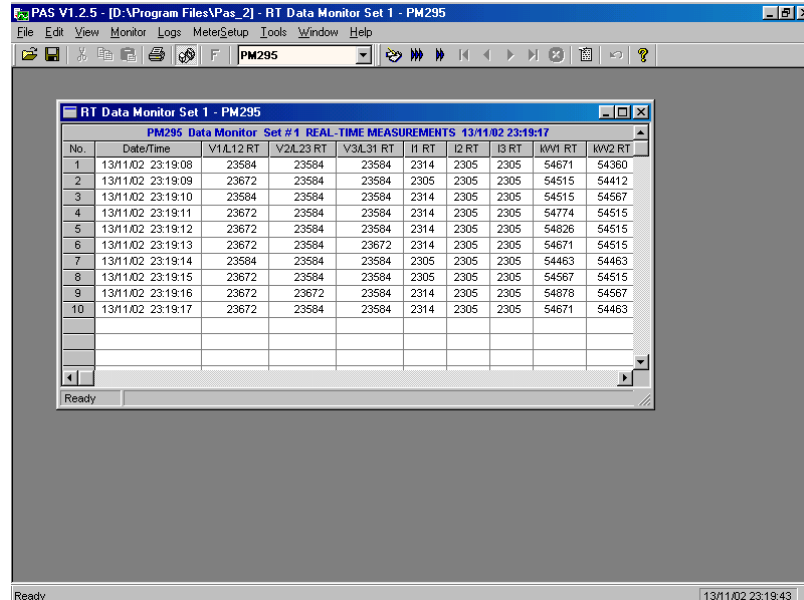 PAS V1.2.5 - [D:\Program Files\Pas_2] - RT Data Monitor Set 1 - PM295
File Edit View Monitor Logs MeterSetup Tools Window Help
F PM295
RT Data Monitor Set 1 - PM295
PM295 Data Monitor Set #1 REAL-TIME MEASUREMENTS 13/11/02 23:19:17
No. Date/Time V1/L12 RT V2/L23 RT V3/L31 RT I1 RT I2 RT I3 RT kW1 RT kW2 RT
1 13/11/02 23:19:08 23584 23584 23584 2314 2305 2305 54671 54360
2 13/11/02 23:19:09 23672 23584 23584 2305 2305 2305 54515 54412
3 13/11/02 23:19:10 23584 23584 23584 2314 2305 2305 54515 54567
4 13/11/02 23:19:11 23672 23584 23584 2314 2305 2305 54774 54515
5 13/11/02 23:19:12 23672 23584 23584 2314 2305 2305 54826 54515
6 13/11/02 23:19:13 23672 23584 23672 2314 2305 2305 54671 54515
7 13/11/02 23:19:14 23584 23584 23584 2305 2305 2305 54463 54463
8 13/11/02 23:19:15 23672 23584 23584 2305 2305 2305 54567 54515
9 13/11/02 23:19:16 23672 23672 23584 2314 2305 2305 54878 54567
10 13/11/02 23:19:17 23672 23584 23584 2314 2305 2305 54671 54463
Ready
Ready 13/11/02 23:19:43